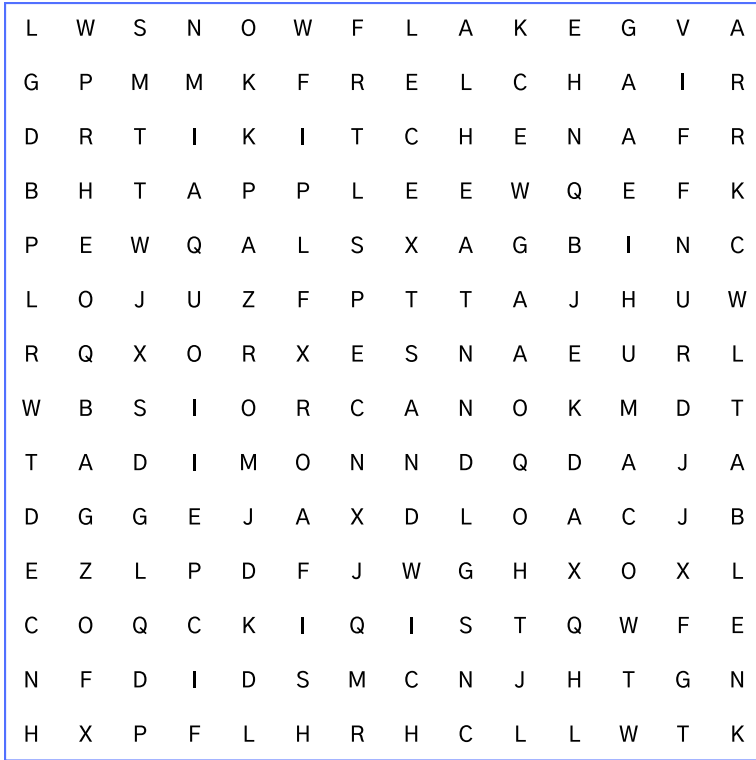 L W S N O W F L A K E G V A
G P M M K F R E L C H A I R
D R T I K I T C H E N A F R
B H T A P P L E E W Q E F K
P E W Q A L S X A G B I N C
L O J U Z F P T T A J H U W
R Q X O R X E S N A E U R L
W B S I O R C A N O K M D T
T A D I M O N N D Q D A J A
D G G E J A X D L O A C J B
E Z L P D F J W G H X O X L
C O Q C K I Q I S T Q W F E
N F D I D S M C N J H T G N
H X P F L H R H C L L W T K